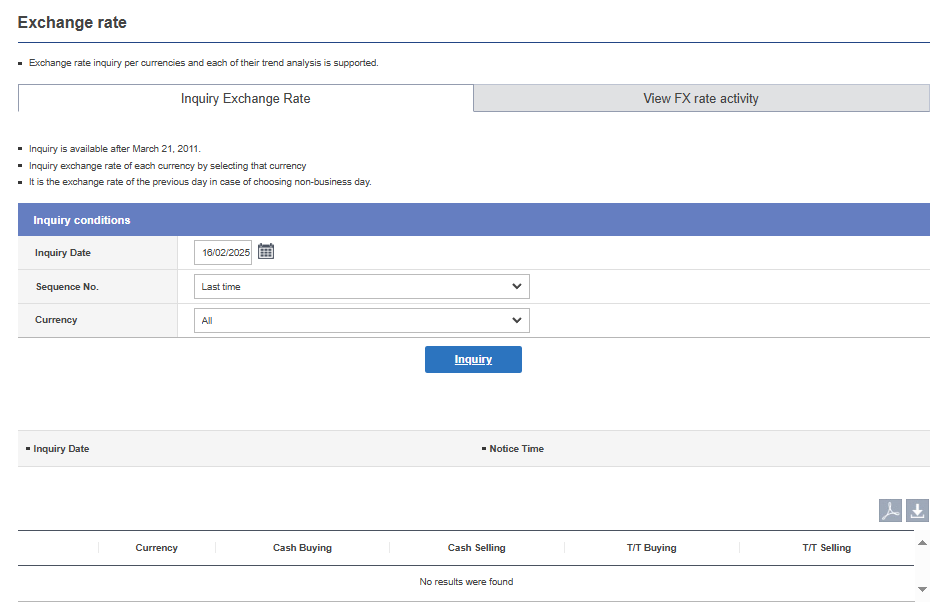 Exchange rate
Exchange rate inquiry per currencies and each of their trend analysis is supported.
Inquiry Exchange Rate
View FX rate activity
Inquiry is available after March 21, 2011.
Inquiry exchange rate of each currency by selecting that currency
It is the exchange rate of the previous day in case of choosing non-business day.
Inquiry conditions
Inquiry Date
16/02/2025
Sequence No.
Last time
Currency
All
Inquiry
Inquiry Date
Notice Time
Currency
Cash Buying
Cash Selling
T/T Buying
T/T Selling
No results were found